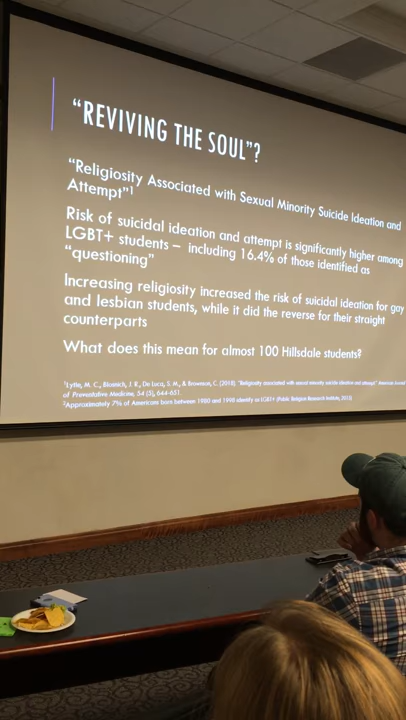 "REVIVING THE SOUL"?
"Religiosity Associated with Sexual Minority Suicide Ideation and
Attempt"¹
Risk of suicidal ideation and attempt is significantly higher among
LGBT+ students – including 16.4% of those identified as
"questioning"
Increasing religiosity increased the risk of suicidal ideation for gay
and lesbian students, while it did the reverse for their straight
counterparts
What does this mean for almost 100 Hillsdale students?
¹Lytle, M. C., Blosnich, J. R., De Luca, S. M., & Brownson, C. (2018). "Religiosity associated with sexual minority suicide ideation and attempt" American Journal
of Preventative Medicine, 54 (5), 644-651.
²Approximately 7% of Americans born between 1980 and 1998 identify as LGBT+ (Public Religion Research Institute, 2015)